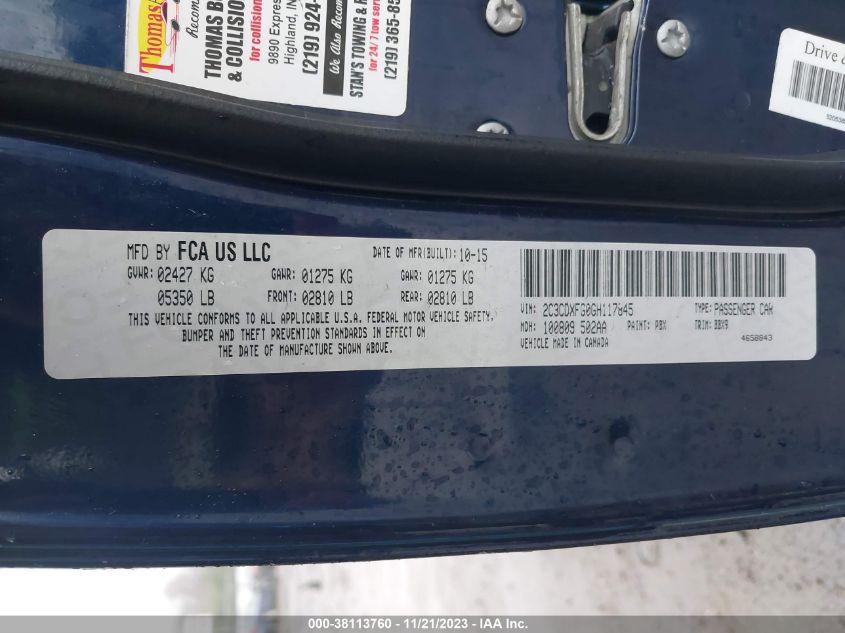 Thomas
Recom
THOMAS B
& COLLISIO
for collision
9890 Express
Highland, IN
(219) 924-
We Also Recom
STAN'S TOWING & R
for 24/7 tow serv
(219) 365-85
Drive &
MFD BY FCA US LLC
DATE OF MFR(BUILT): 10-15
GVWR: 02427 KG GAWR: 01275 KG GAWR: 01275 KG
05350 LB FRONT: 02810 LB REAR: 02810 LB
THIS VEHICLE CONFORMS TO ALL APPLICABLE U.S.A. FEDERAL MOTOR VEHICLE SAFETY,
BUMPER AND THEFT PREVENTION STANDARDS IN EFFECT ON
THE DATE OF MANUFACTURE SHOWN ABOVE.
VIN: 2C3CDXFG0GH117845 TYPE: PASSENGER CAR
MDH: 100809 502AA PAINT: PBX TRIM: BBX9
VEHICLE MADE IN CANADA 4658843
000-38113760 - 11/21/2023 - IAA Inc.